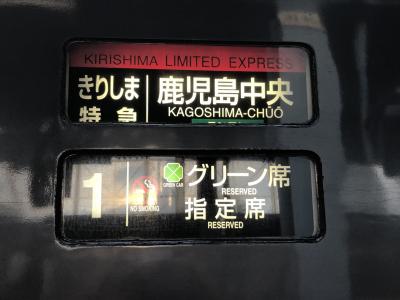 KIRISHIMA LIMITED EXPRESS
きりしま 鹿児島中央
特急 KAGOSHIMA-CHŪŌ
1 NO SMOKING GREEN CAR グリーン席
RESERVED
指定席
RESERVED